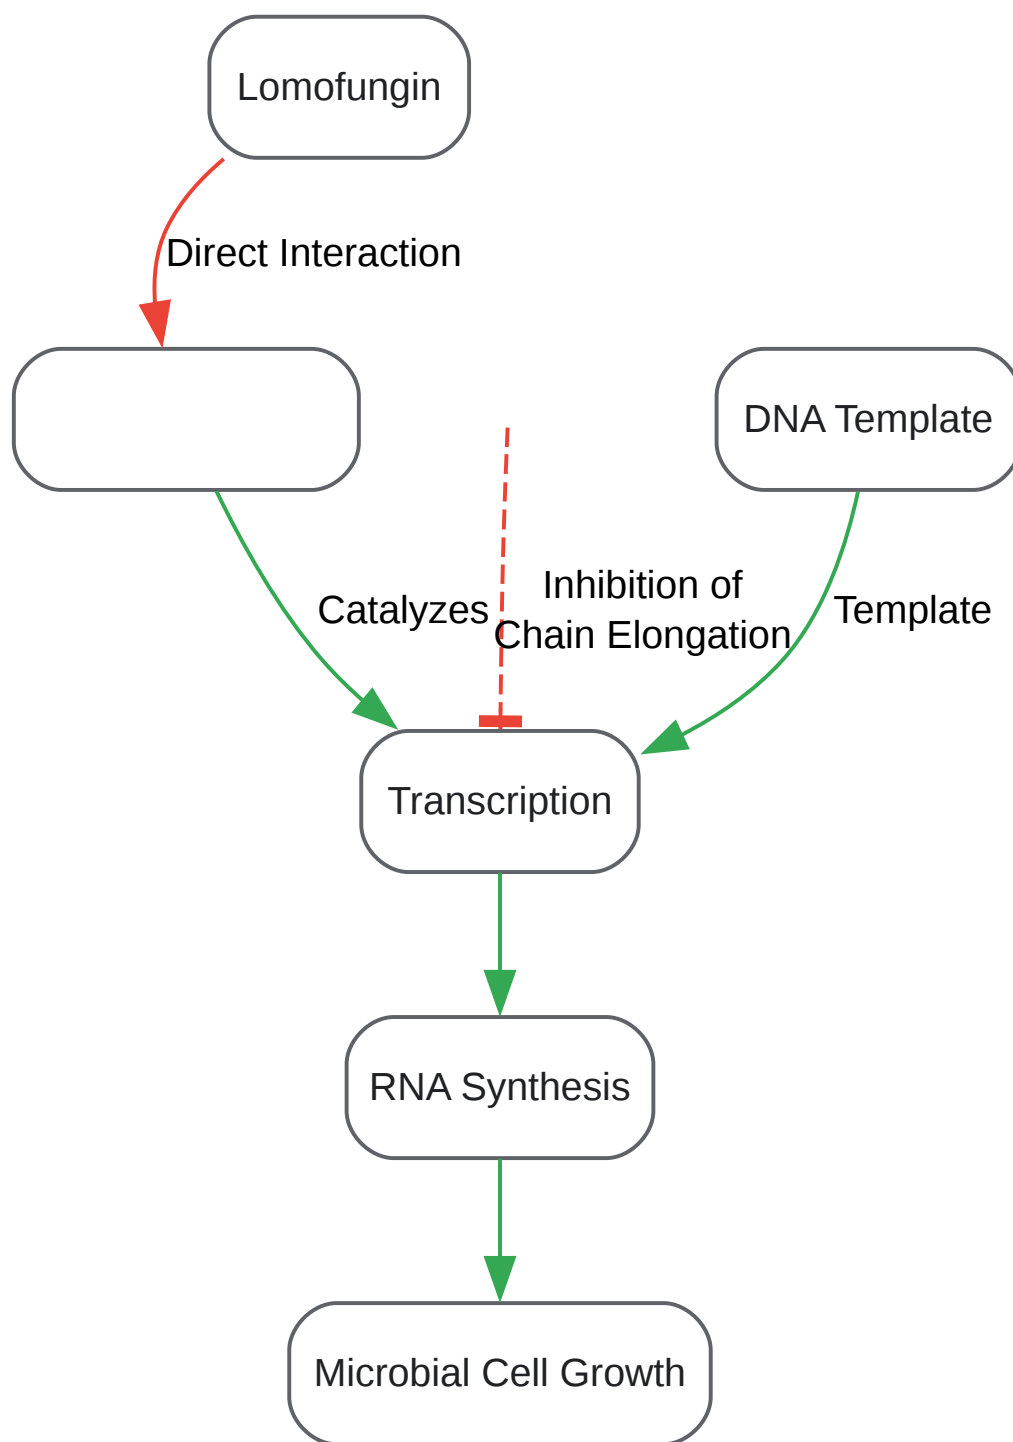 Lomofungin
Direct Interaction
DNA Template
Catalyzes
Inhibition of
Chain Elongation
Template
Transcription
RNA Synthesis
Microbial Cell Growth